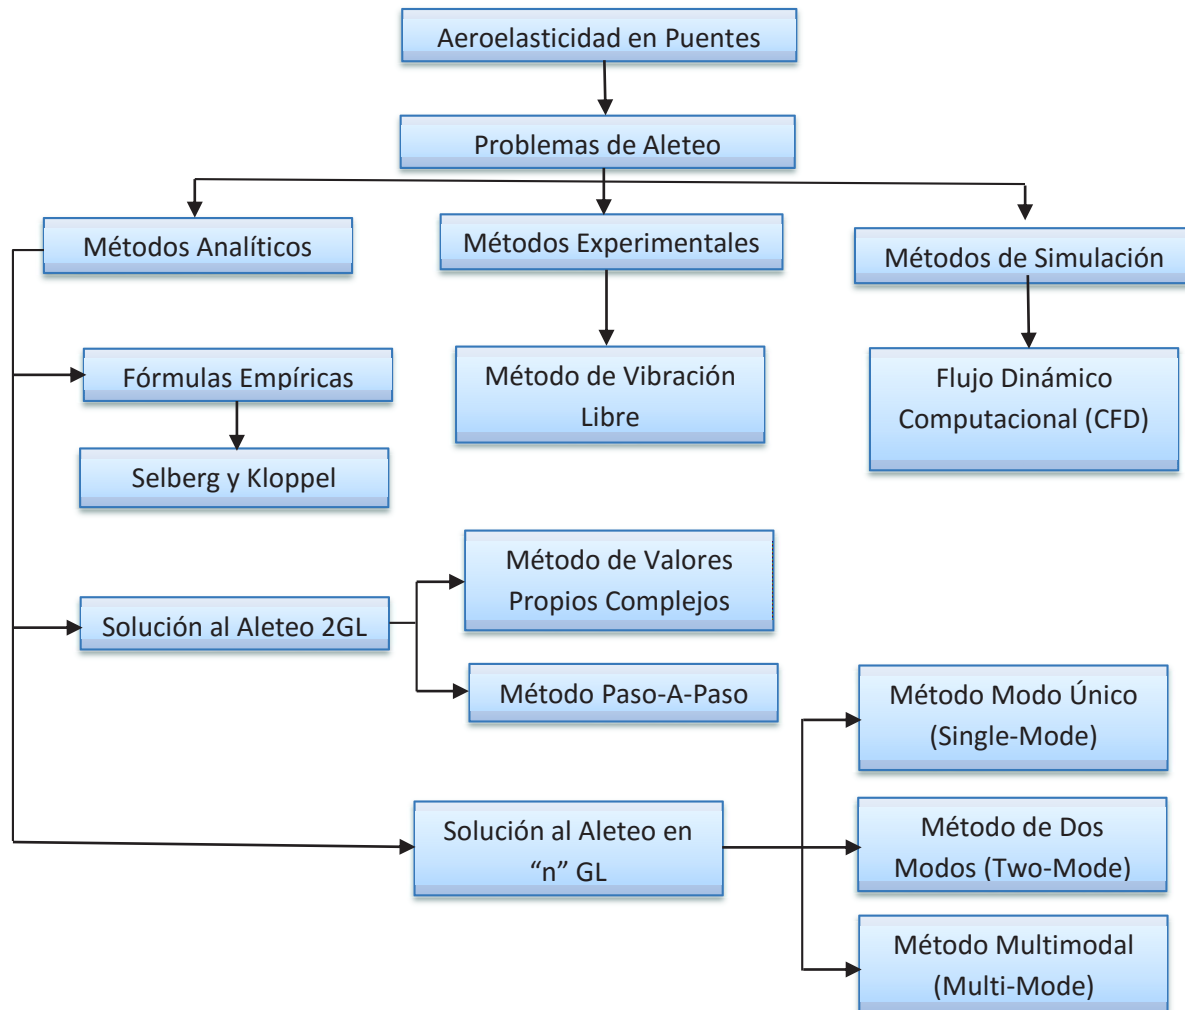 Aeroelasticidad en Puentes
Problemas de Aleteo
Métodos Analíticos
Métodos Experimentales
Métodos de Simulación
Fórmulas Empíricas
Método de Vibración
Libre
Flujo Dinámico
Computacional (CFD)
Selberg y Kloppel
Solución al Aleteo 2GL
Método de Valores
Propios Complejos
Método Paso-A-Paso
Solución al Aleteo en
“n” GL
Método Modo Único
(Single-Mode)
Método de Dos
Modos (Two-Mode)
Método Multimodal
(Multi-Mode)